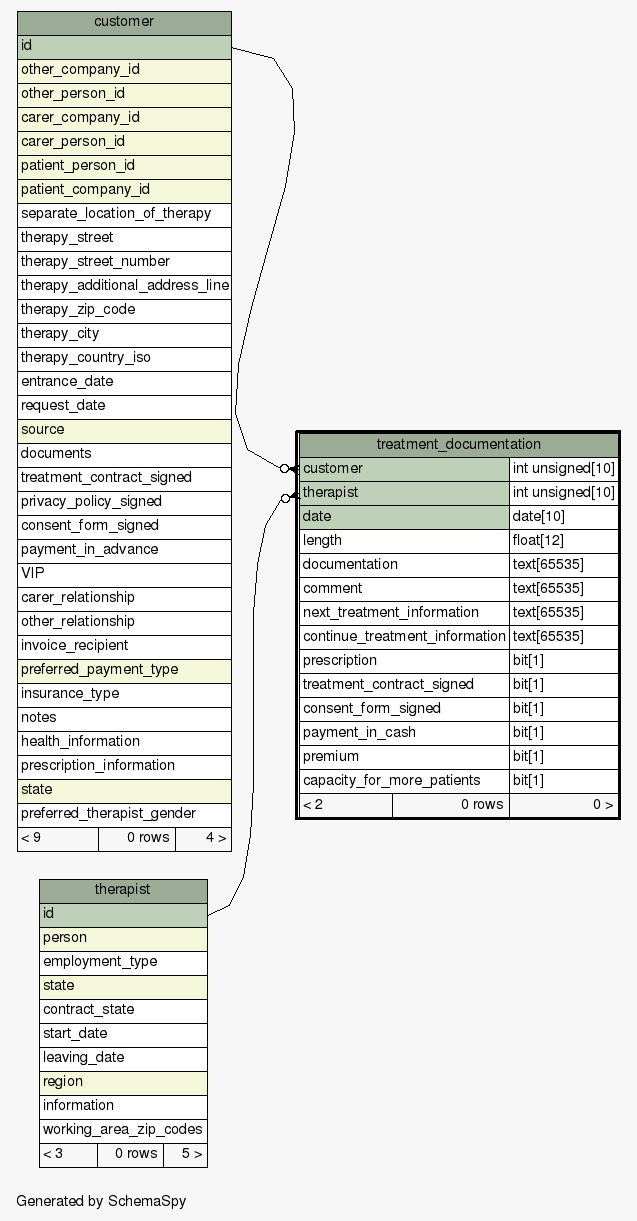 customer
id
other_company_id
other_person_id
carer_company_id
carer_person_id
patient_person_id
patient_company_id
separate_location_of_therapy
therapy_street
therapy_street_number
therapy_additional_address_line
therapy_zip_code
therapy_city
therapy_country_iso
entrance_date
request_date
source
documents
treatment_contract_signed
privacy_policy_signed
consent_form_signed
payment_in_advance
VIP
carer_relationship
other_relationship
invoice_recipient
preferred_payment_type
insurance_type
notes
health_information
prescription_information
state
preferred_therapist_gender
< 9 0 rows 4 >
treatment_documentation
customer int unsigned[10]
therapist int unsigned[10]
date date[10]
length float[12]
documentation text[65535]
comment text[65535]
next_treatment_information text[65535]
continue_treatment_information text[65535]
prescription bit[1]
treatment_contract_signed bit[1]
consent_form_signed bit[1]
payment_in_cash bit[1]
premium bit[1]
capacity_for_more_patients bit[1]
< 2 0 rows 0 >
therapist
id
person
employment_type
state
contract_state
start_date
leaving_date
region
information
working_area_zip_codes
< 3 0 rows 5 >
Generated by SchemaSpy